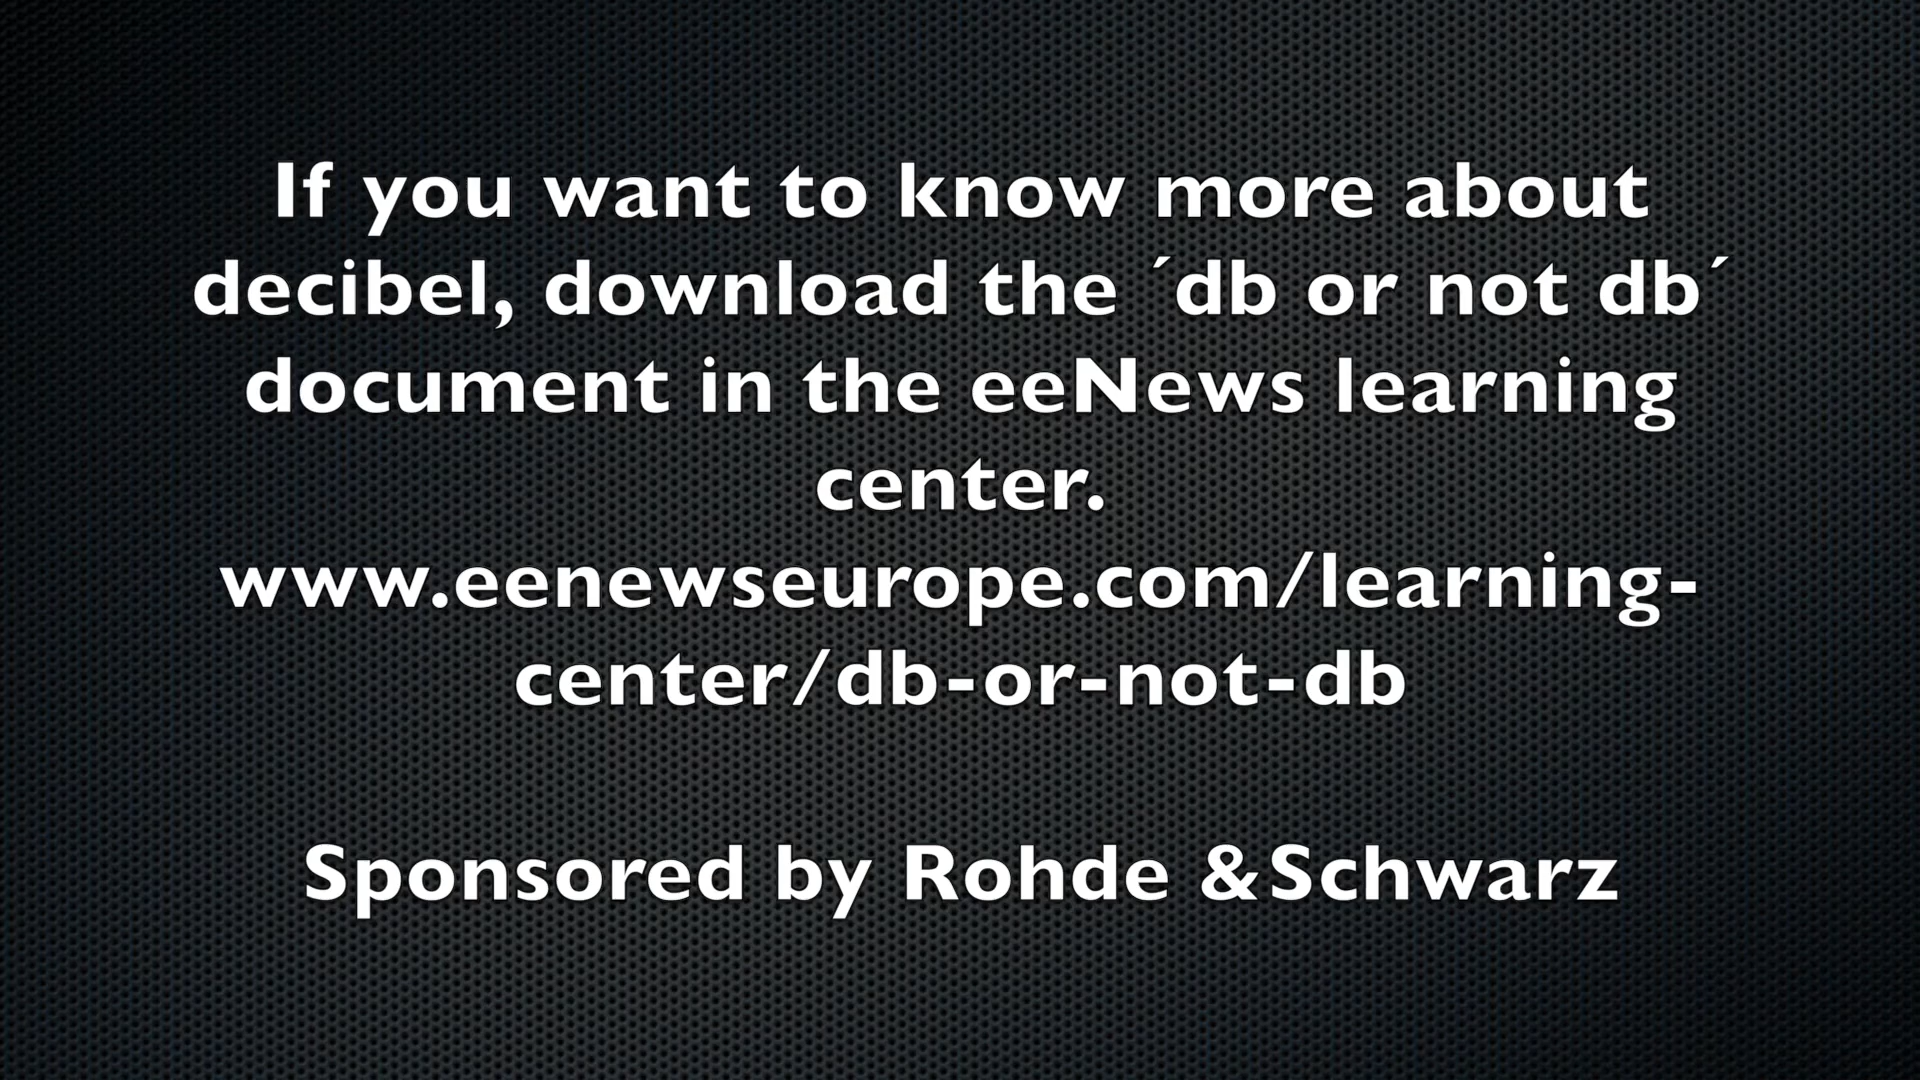 If you want to know more about
decibel, download the ´db or not db´
document in the eeNews learning
center.
www.eenewseurope.com/learning-
center/db-or-not-db
Sponsored by Rohde &Schwarz